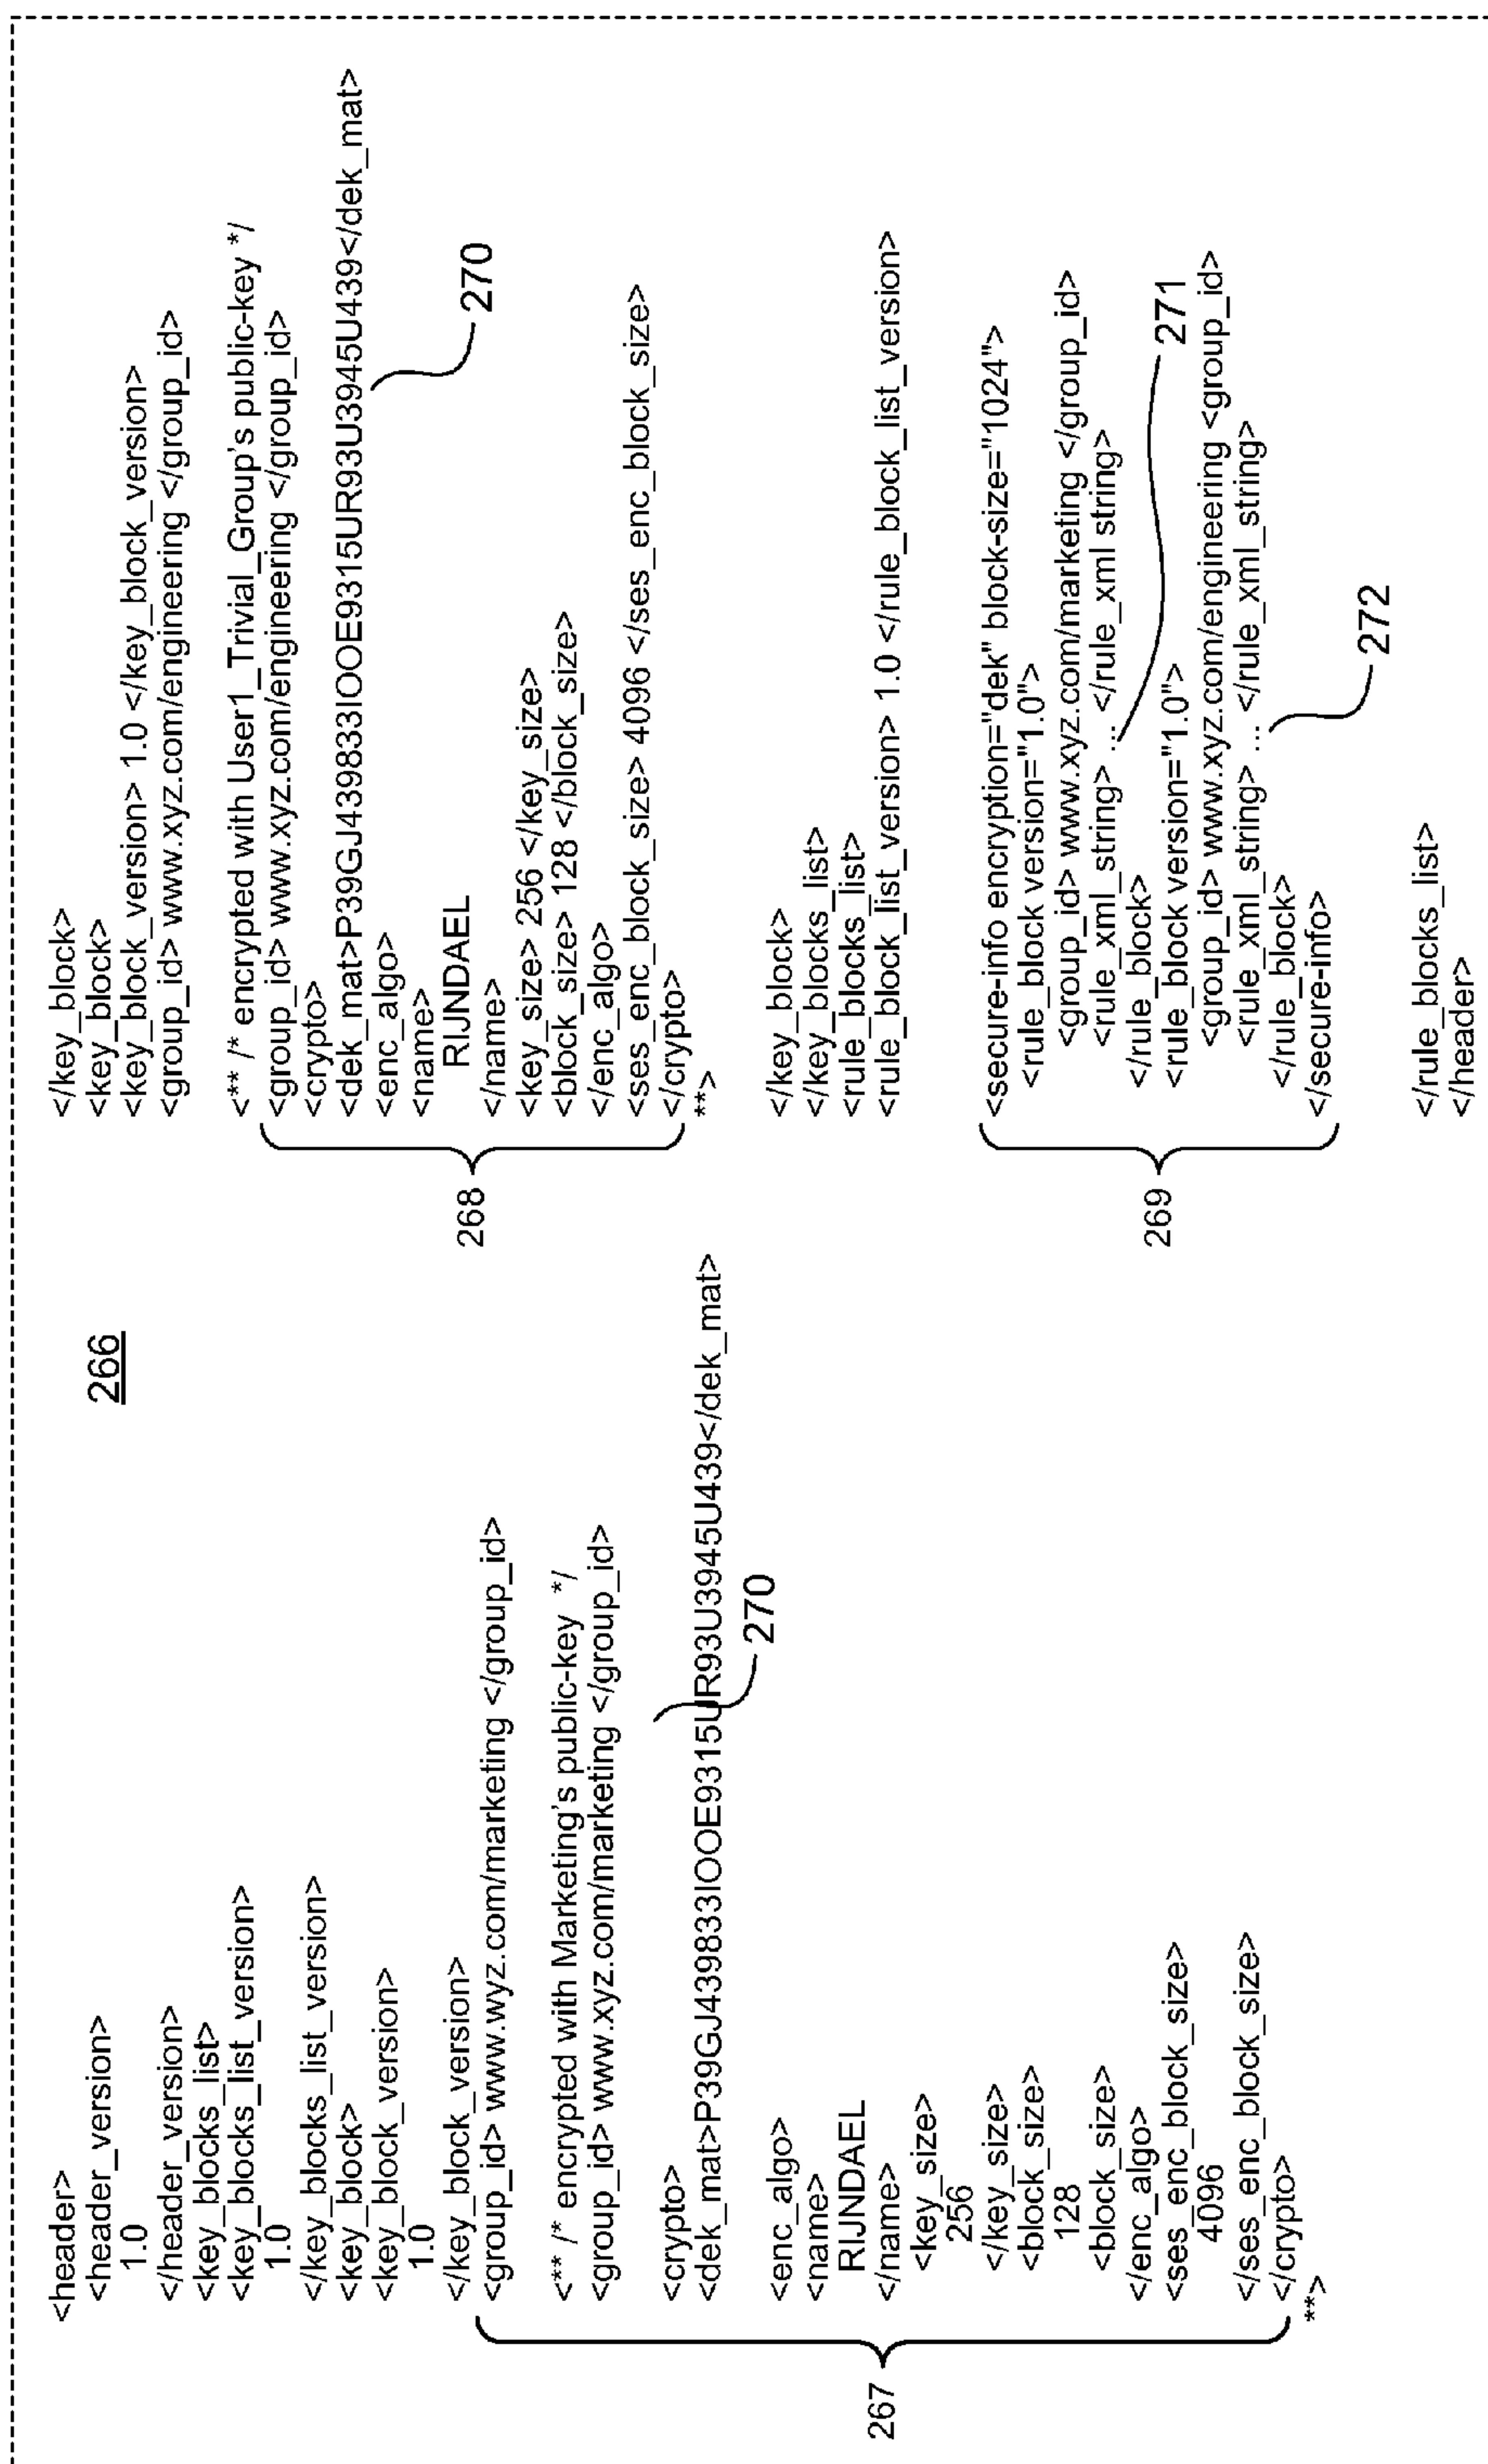 266
<header>
<header_version>
1.0
</header_version>
<key_blocks_list>
<key_blocks_list_version>
1.0
</key_blocks_list_version>
<key_block>
<key_block_version>
1.0
</key_block_version>
<group_id> www.wyz.com/marketing </group_id>
<** /* encrypted with Marketing's public-key */
<group_id> www.xyz.com/marketing </group_id>
270
<crypto>
<dek_mat>P39GJ439833IOOE9315UR93U3945U439</dek_mat>
<enc_algo>
<name>
RIJNDAEL
</name>
<key_size>
256
</key_size>
<block_size>
128
<block_size>
</enc_algo>
<ses_enc_block_size>
4096
</ses_enc_block_size>
</crypto>
**>
267
</key_block>
<key_block>
<key_block_version> 1.0 </key_block_version>
<group_id> www.xyz.com/engineering </group_id>
<** /* encrypted with User1_Trivial_Group's public-key */
<group_id> www.xyz.com/engineering </group_id>
<crypto>
<dek_mat>P39GJ439833IOOE9315UR93U3945U439</dek_mat>
270
<enc_algo>
<name>
RIJNDAEL
</name>
<key_size> 256 </key_size>
<block_size> 128 </block_size>
</enc_algo>
<ses_enc_block_size> 4096 </ses_enc_block_size>
</crypto>
**>
268
</key_block>
</key_blocks_list>
<rule_blocks_list>
<rule_block_list_version> 1.0 </rule_block_list_version>
<secure-info encryption="dek" block-size="1024">
<rule_block version="1.0">
<group_id> www.xyz.com/marketing </group_id>
<rule_xml_string> ... </rule_xml string>
271
</rule_block>
<rule_block version="1.0">
<group_id> www.xyz.com/engineering <group_id>
<rule_xml_string> ... </rule_xml_string>
272
</rule_block>
</secure-info>
269
</rule_blocks_list>
</header>